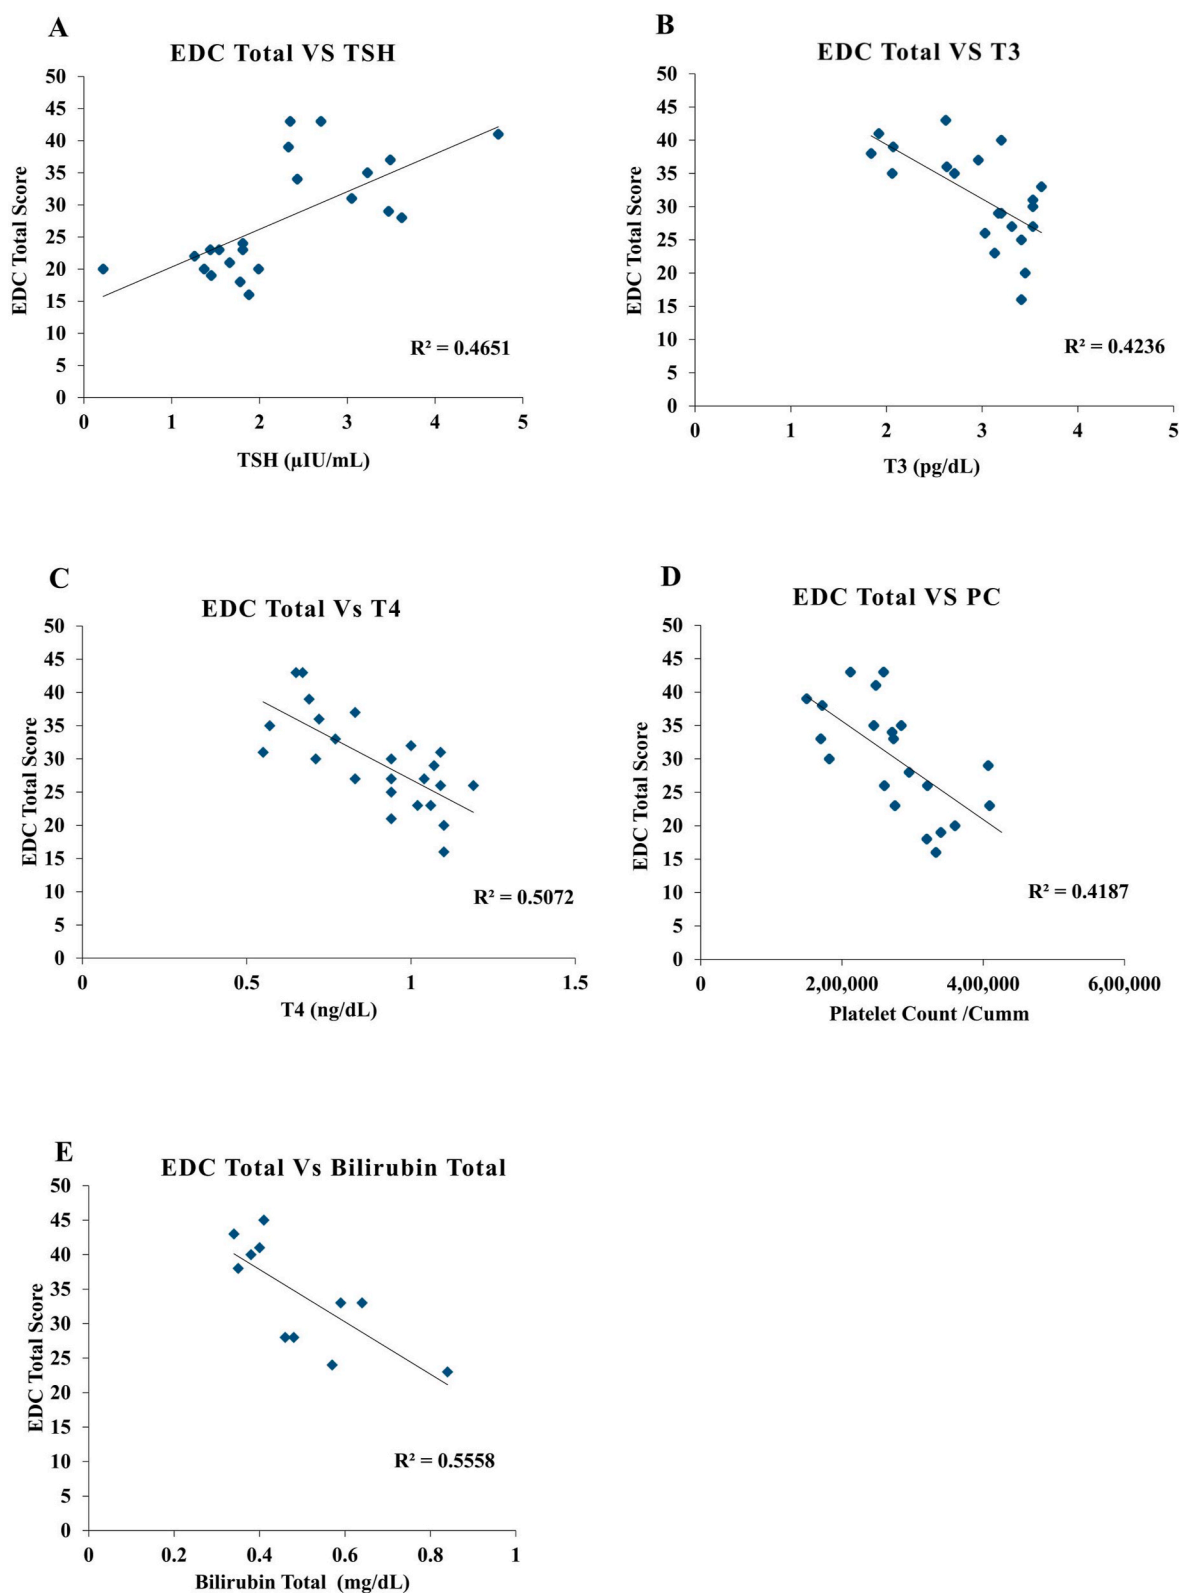 A
EDC Total VS TSH
50
45
40
35
30
25
20
15
10
5
0
EDC Total Score
R² = 0.4651
0 1 2 3 4 5
TSH (μIU/mL)
B
EDC Total VS T3
50
45
40
35
30
25
20
15
10
5
0
EDC Total Score
R² = 0.4236
0 1 2 3 4 5
T3 (pg/dL)
C
EDC Total Vs T4
50
45
40
35
30
25
20
15
10
5
0
EDC Total Score
R² = 0.5072
0 0.5 1 1.5
T4 (ng/dL)
D
EDC Total VS PC
50
45
40
35
30
25
20
15
10
5
0
EDC Total Score
R² = 0.4187
0 2,00,000 4,00,000 6,00,000
Platelet Count /Cumm
E
EDC Total Vs Bilirubin Total
50
45
40
35
30
25
20
15
10
5
0
EDC Total Score
R² = 0.5558
0 0.2 0.4 0.6 0.8 1
Bilirubin Total (mg/dL)